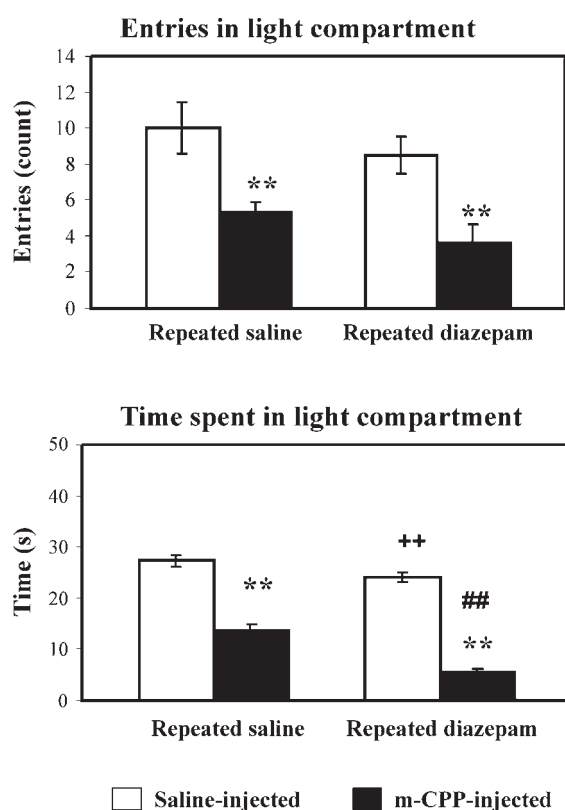 Entries in light compartment
14
12
10
8
6
4
2
0
Entries (count)
**
**
Repeated saline Repeated diazepam
Time spent in light compartment
50
40
30
20
10
0
Time (s)
**
++
##
**
Repeated saline Repeated diazepam
Saline-injected m-CPP-injected